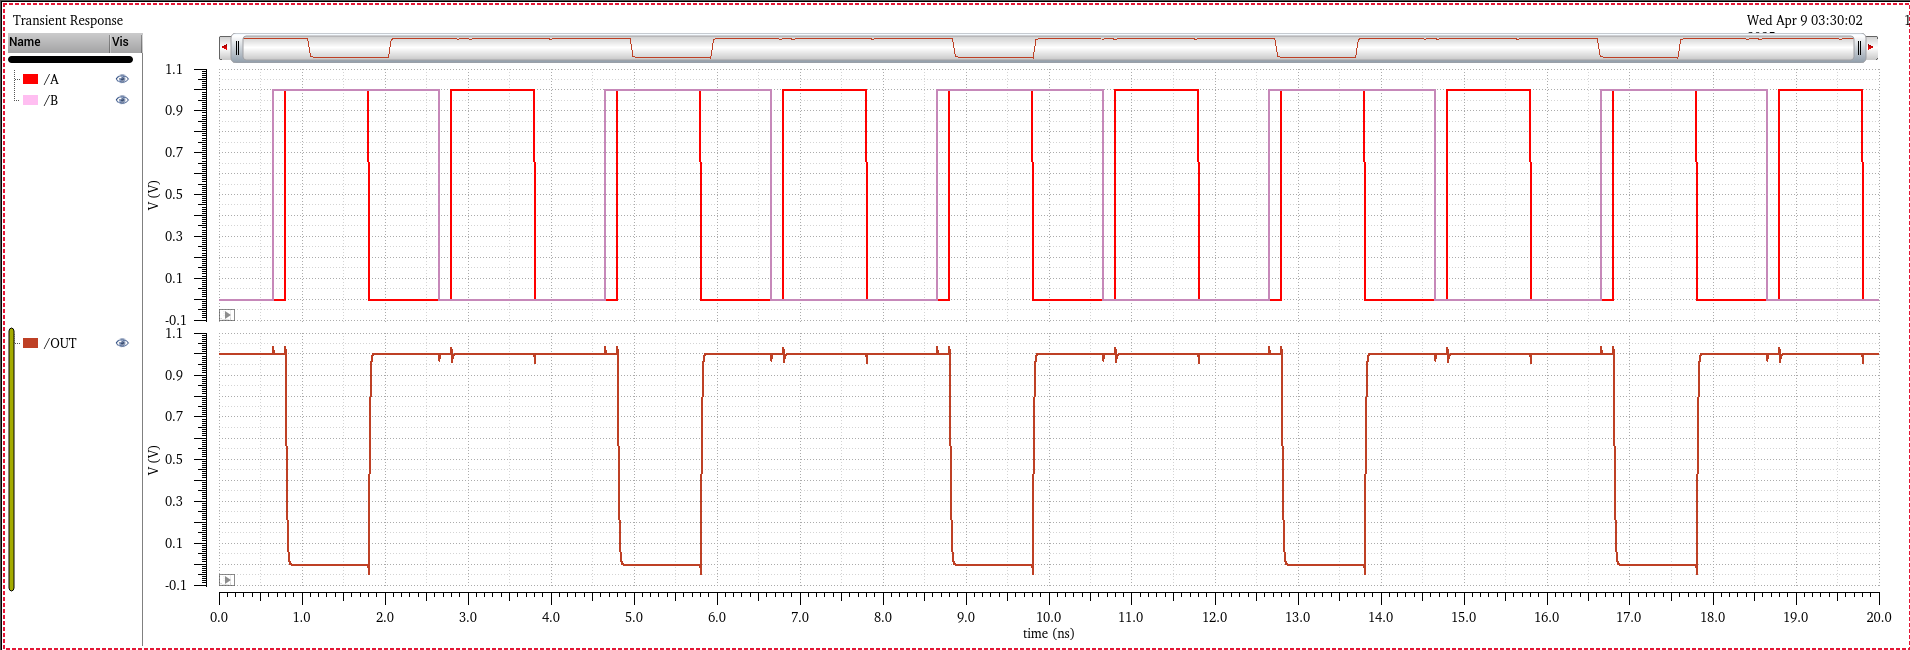 Transient Response
Wed Apr 9 03:30:02
1
Name Vis
/A
/B
1.1
0.9
0.7
0.5
0.3
0.1
-0.1
V (V)
/OUT
1.1
0.9
0.7
0.5
0.3
0.1
-0.1
V (V)
0.0 1.0 2.0 3.0 4.0 5.0 6.0 7.0 8.0 9.0 10.0 11.0 12.0 13.0 14.0 15.0 16.0 17.0 18.0 19.0 20.0
time (ns)